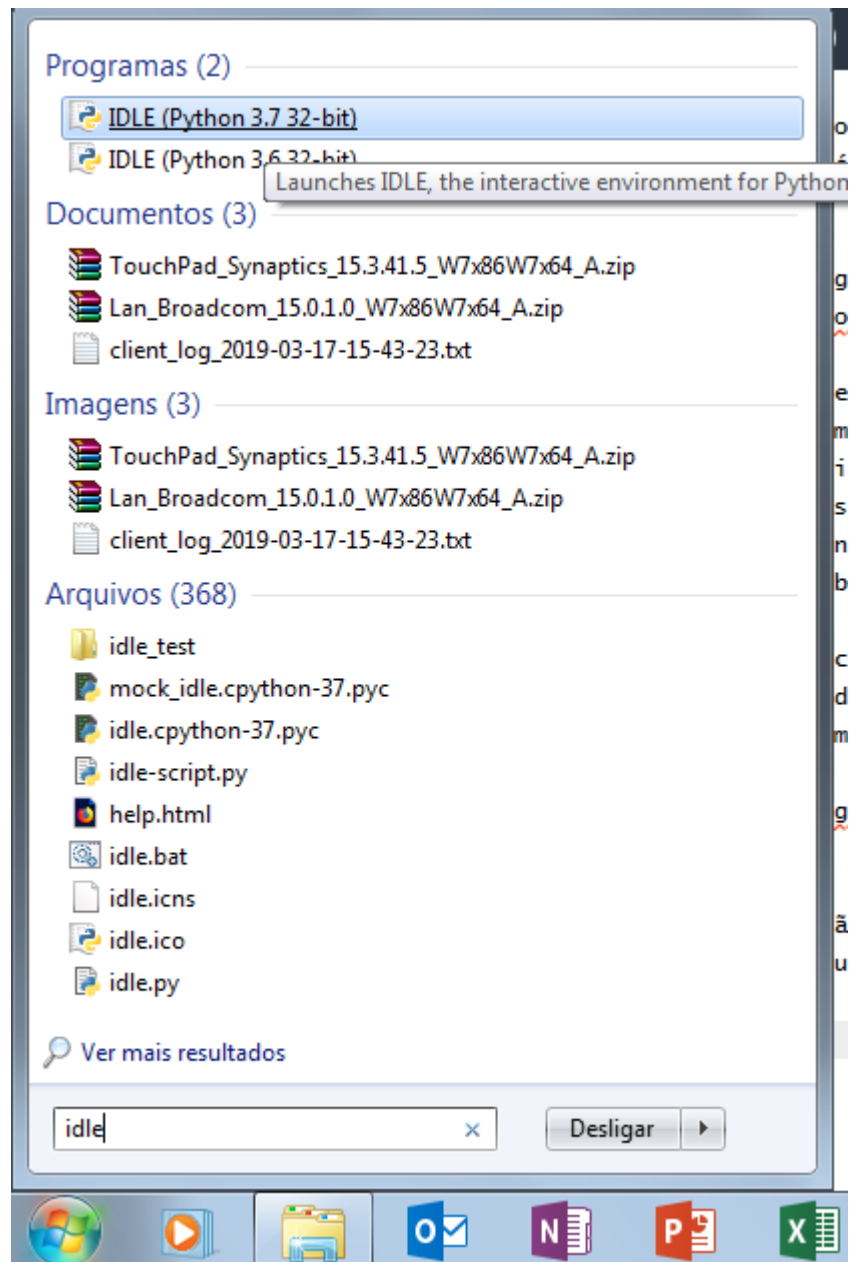 Programas (2)
IDLE (Python 3.7 32-bit)
IDLE (Python 3.6 32-bit)
Launches IDLE, the interactive environment for Python
Documentos (3)
TouchPad_Synaptics_15.3.41.5_W7x86W7x64_A.zip
Lan_Broadcom_15.0.1.0_W7x86W7x64_A.zip
client_log_2019-03-17-15-43-23.txt
Imagens (3)
TouchPad_Synaptics_15.3.41.5_W7x86W7x64_A.zip
Lan_Broadcom_15.0.1.0_W7x86W7x64_A.zip
client_log_2019-03-17-15-43-23.txt
Arquivos (368)
idle_test
mock_idle.cpython-37.pyc
idle.cpython-37.pyc
idle-script.py
help.html
idle.bat
idle.icns
idle.ico
idle.py
Ver mais resultados
idle
Desligar